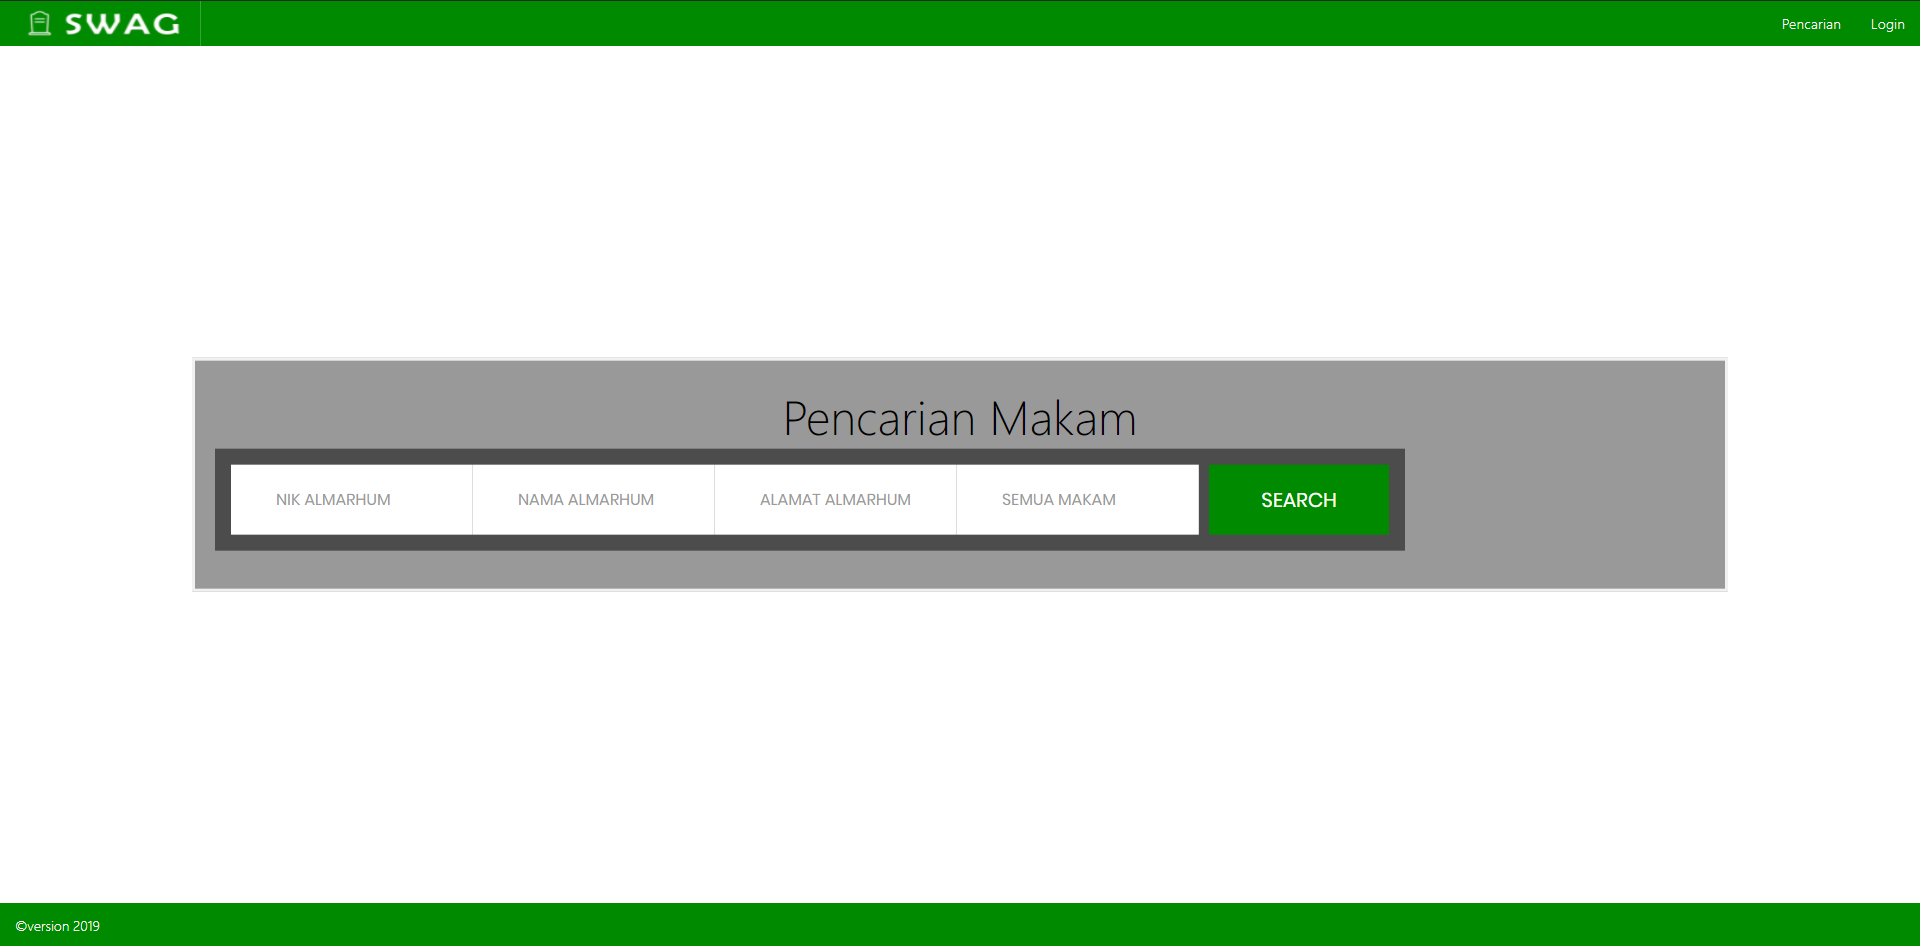 SWAG
Pencarian Login
Pencarian Makam
NIK ALMARHUM NAMA ALMARHUM ALAMAT ALMARHUM SEMUA MAKAM SEARCH
©version 2019